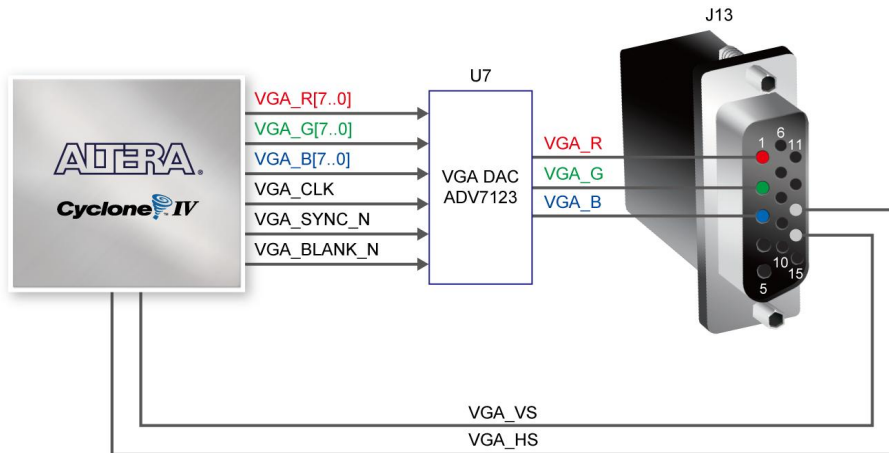 J13
U7
VGA_R[7..0]
VGA_G[7..0]
VGA_B[7..0]
VGA_CLK
VGA_SYNC_N
VGA_BLANK_N
ALTERA.
Cyclone IV
VGA DAC
ADV7123
VGA_R
VGA_G
VGA_B
1
6
11
5
10
15
VGA_VS
VGA_HS